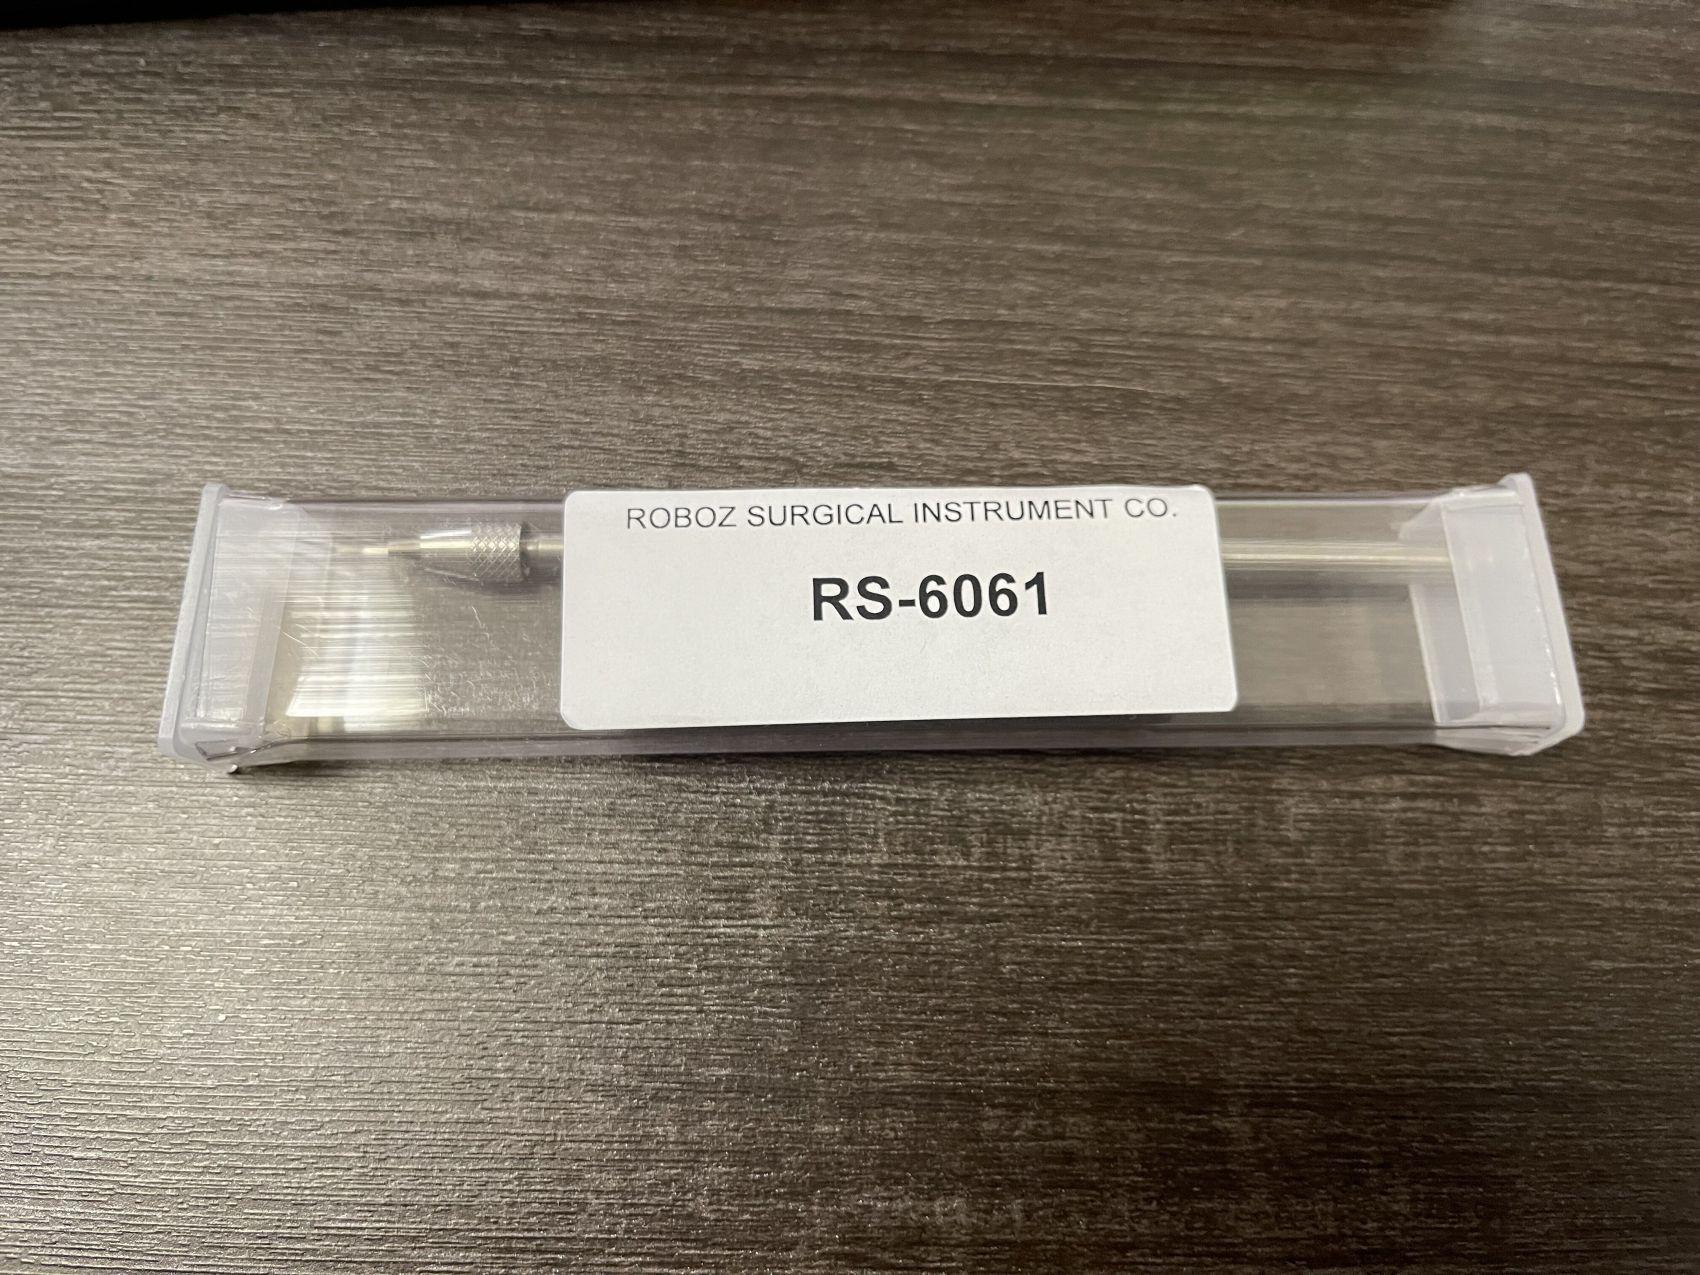 ROBOZ SURGICAL INSTRUMENT CO.
RS-6061